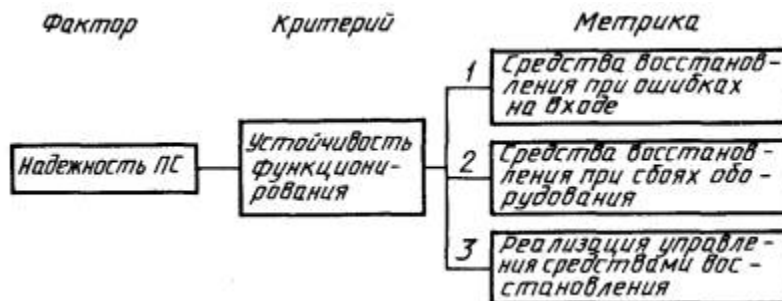 Фактор Критерий Метрика
1 Средства восстанов-
ления при ошибках
на входе
Надежность ПС
Устойчивость
функциони-
рования
2 Средства восстанов-
ления при сбоях обо-
рудования
3 Реализация управле-
ния средствами вос-
становления